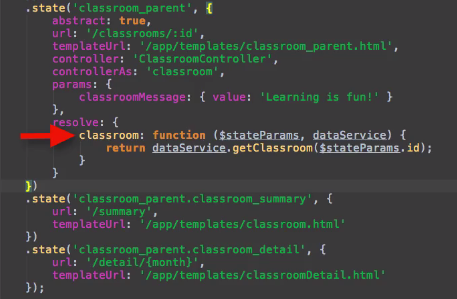 .state('classroom_parent', {
abstract: true,
url: '/classrooms/:id',
templateUrl: '/app/templates/classroom_parent.html',
controller: 'ClassroomController',
controllerAs: 'classroom',
params: {
classroomMessage: { value: 'Learning is fun!' }
},
resolve: {
classroom: function ($stateParams, dataService) {
return dataService.getClassroom($stateParams.id);
}
}
})
.state('classroom_parent.classroom_summary', {
url: '/summary',
templateUrl: '/app/templates/classroom.html'
})
.state('classroom_parent.classroom_detail', {
url: '/detail/{month}',
templateUrl: '/app/templates/classroomDetail.html'
});